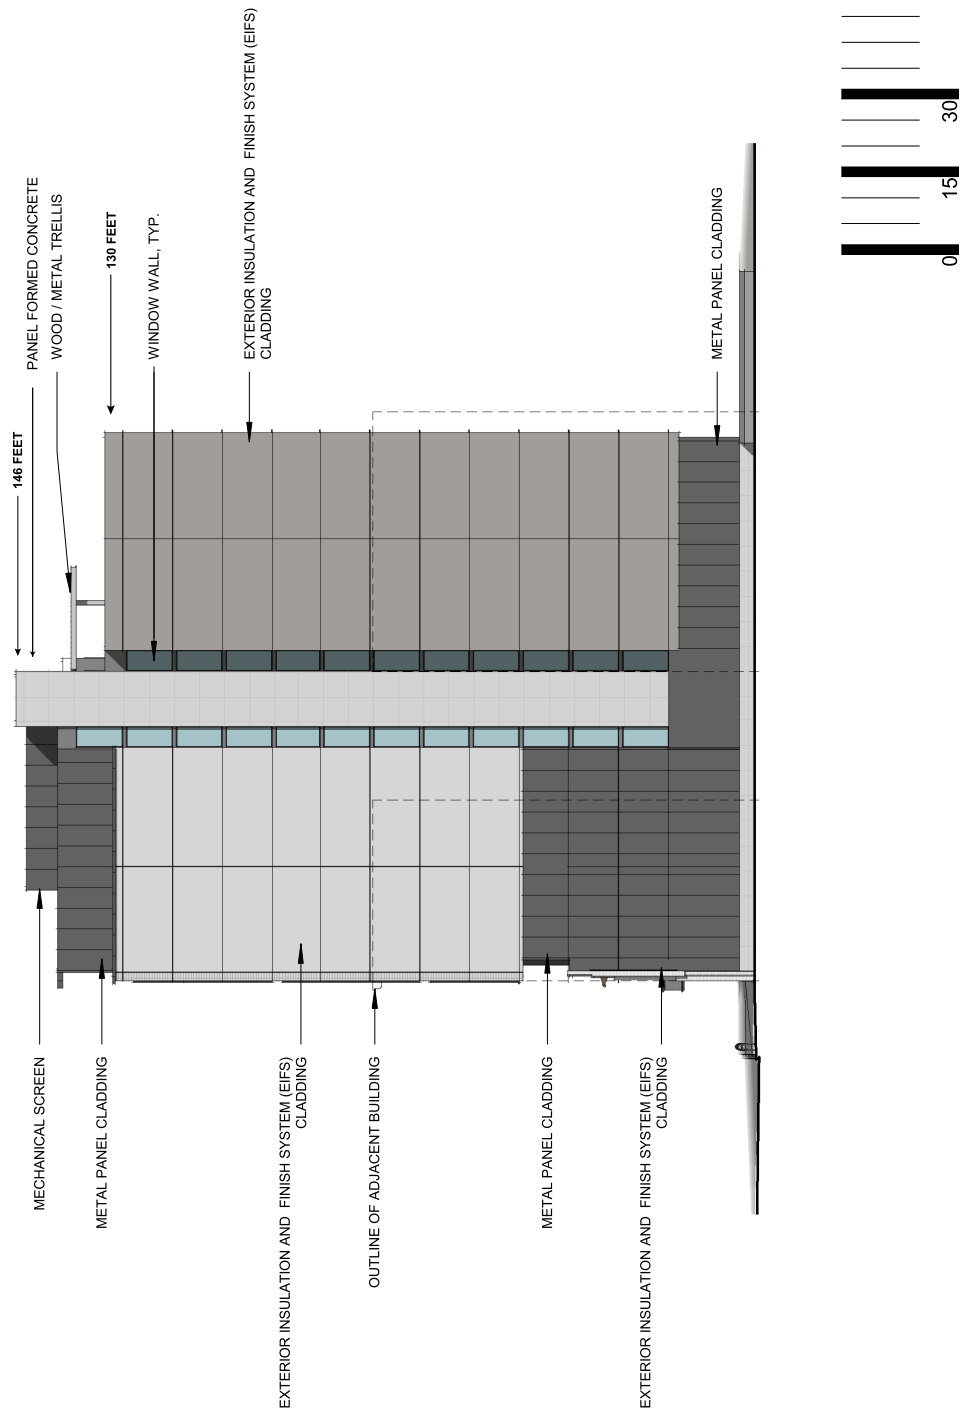 146 FEET
PANEL FORMED CONCRETE
WOOD / METAL TRELLIS
130 FEET
WINDOW WALL, TYP.
EXTERIOR INSULATION AND FINISH SYSTEM (EIFS)
CLADDING
METAL PANEL CLADDING
MECHANICAL SCREEN
METAL PANEL CLADDING
EXTERIOR INSULATION AND FINISH SYSTEM (EIFS)
CLADDING
OUTLINE OF ADJACENT BUILDING
METAL PANEL CLADDING
EXTERIOR INSULATION AND FINISH SYSTEM (EIFS)
CLADDING
0
15
30